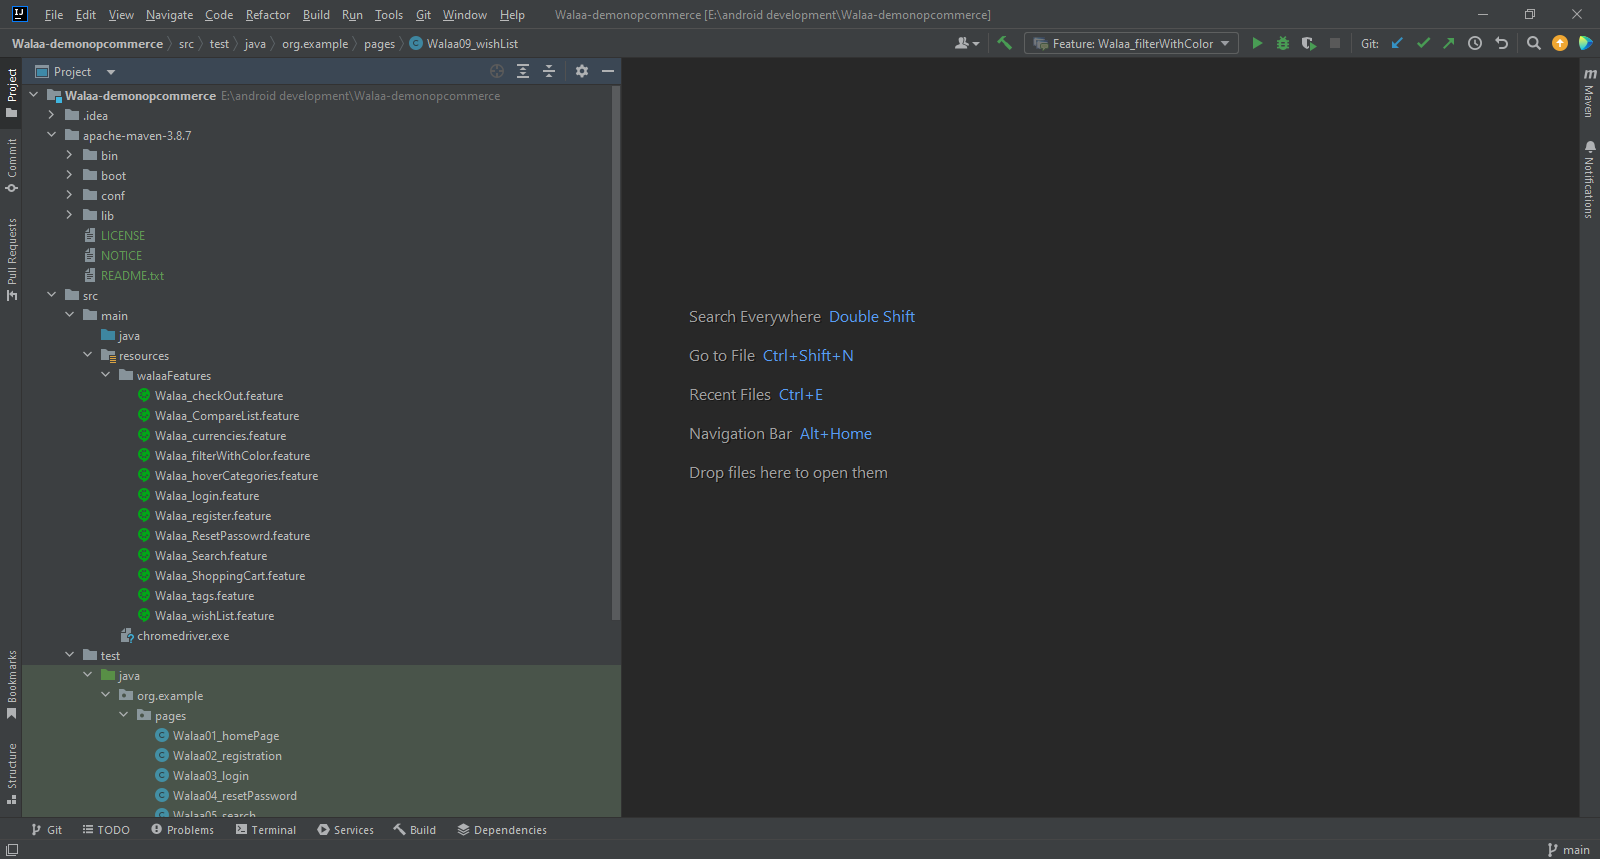 File Edit View Navigate Code Refactor Build Run Tools Git Window Help Walaa-demonopcommerce [E:\android development\Walaa-demonopcommerce]
Walaa-demonopcommerce src test java org.example pages Walaa09_wishList Feature: Walaa_filterWithColor Git:
Project
Walaa-demonopcommerce E:\android development\Walaa-demonopcommerce
.idea
apache-maven-3.8.7
bin
boot
conf
lib
LICENSE
NOTICE
README.txt
src
main
java
resources
walaaFeatures
Walaa_checkOut.feature
Walaa_CompareList.feature
Walaa_currencies.feature
Walaa_filterWithColor.feature
Walaa_hoverCategories.feature
Walaa_login.feature
Walaa_register.feature
Walaa_ResetPassowrd.feature
Walaa_Search.feature
Walaa_ShoppingCart.feature
Walaa_tags.feature
Walaa_wishList.feature
chromedriver.exe
test
java
org.example
pages
Walaa01_homePage
Walaa02_registration
Walaa03_login
Walaa04_resetPassword
Walaa05_search
Project
Commit
Pull Requests
Bookmarks
Structure
Search Everywhere Double Shift
Go to File Ctrl+Shift+N
Recent Files Ctrl+E
Navigation Bar Alt+Home
Drop files here to open them
m
Maven
Notifications
Git TODO Problems Terminal Services Build Dependencies
main